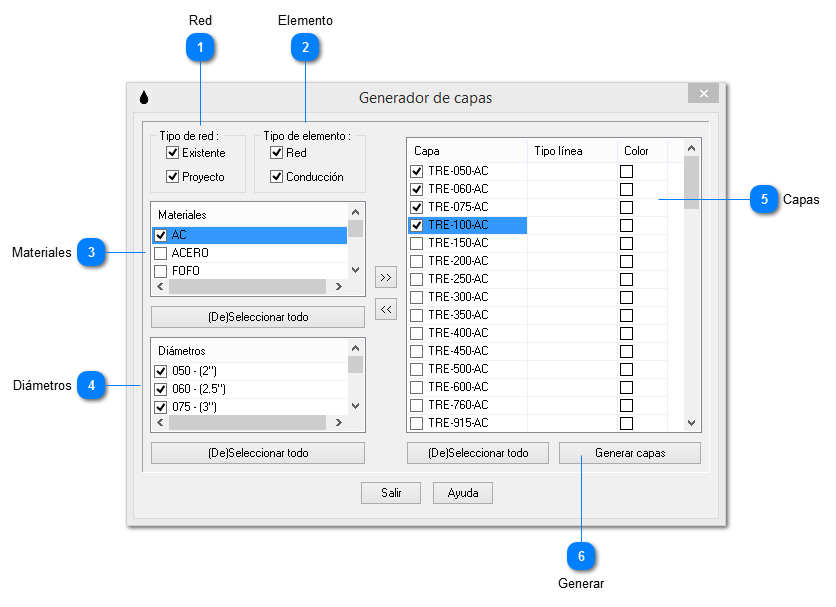 Red
Elemento
1
2
Generador de capas
Tipo de red :
Existente
Proyecto
Tipo de elemento :
Red
Conducción
Materiales
AC
ACERO
FOFO
(De)Seleccionar todo
Diámetros
050 - (2")
060 - (2.5")
075 - (3")
(De)Seleccionar todo
>>
<<
Capa Tipo línea Color
TRE-050-AC
TRE-060-AC
TRE-075-AC
TRE-100-AC
TRE-150-AC
TRE-200-AC
TRE-250-AC
TRE-300-AC
TRE-350-AC
TRE-400-AC
TRE-450-AC
TRE-500-AC
TRE-600-AC
TRE-760-AC
TRE-915-AC
(De)Seleccionar todo
Generar capas
Salir
Ayuda
Materiales 3
Diámetros 4
5 Capas
6
Generar